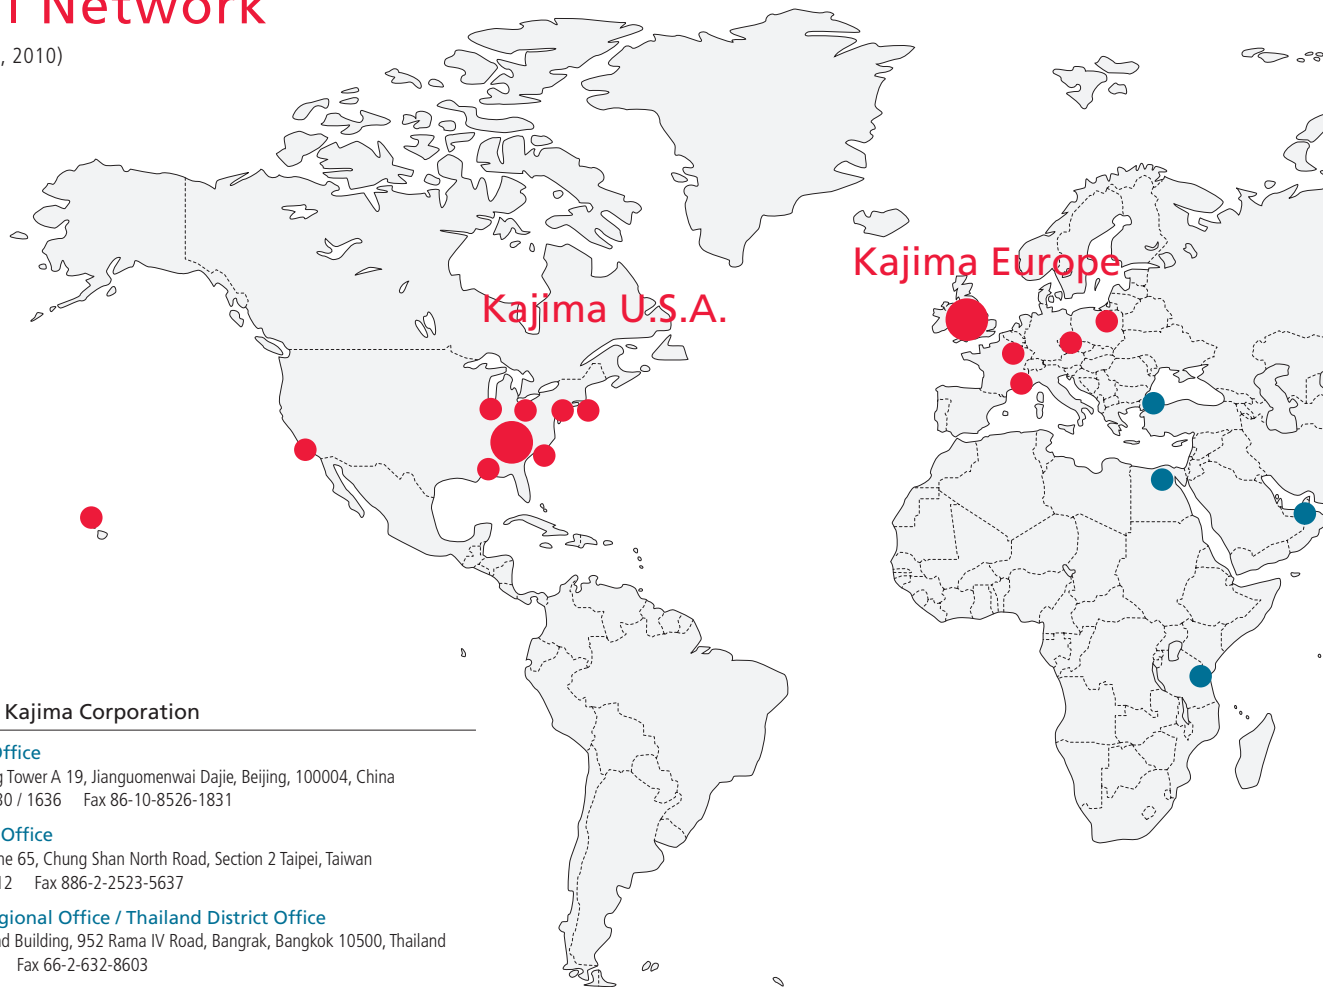 Network
, 2010)
Kajima Europe
Kajima U.S.A.
Kajima Corporation
Office
Tower A 19, Jianguomenwai Dajie, Beijing, 100004, China
30 / 1636 Fax 86-10-8526-1831
Office
ne 65, Chung Shan North Road, Section 2 Taipei, Taiwan
12 Fax 886-2-2523-5637
gional Office / Thailand District Office
nd Building, 952 Rama IV Road, Bangrak, Bangkok 10500, Thailand
Fax 66-2-632-8603